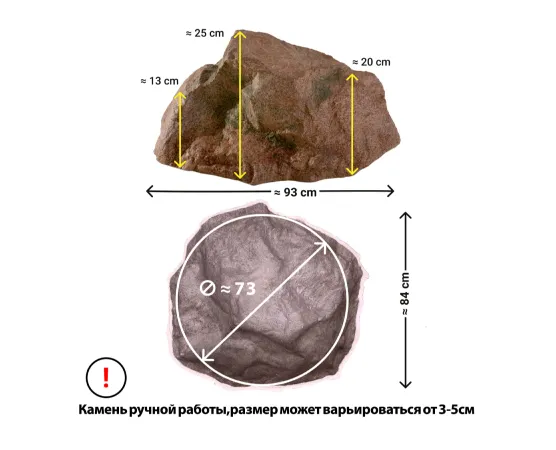 ≈ 25 cm
≈ 20 cm
≈ 13 cm
≈ 93 cm
⌀ ≈ 73
≈ 84 cm
!
Камень ручной работы,размер может варьироваться от 3-5см